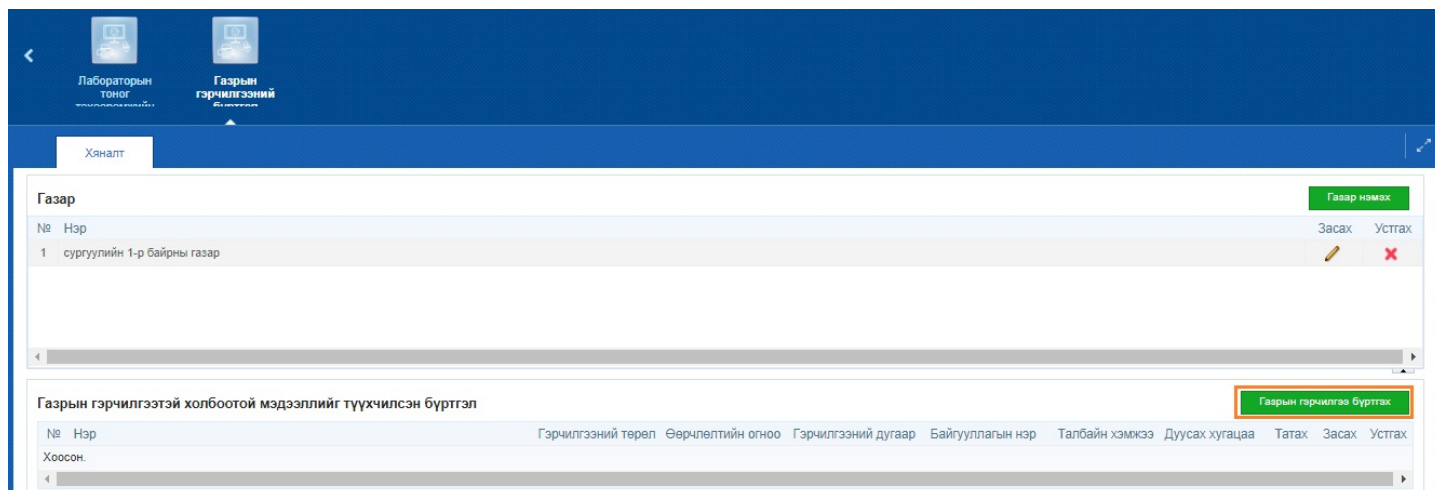 Лабораторын
тоног
Газрын
гэрчилгээний
Хяналт
Газар
Газар нэмэх
№ Нэр Засах Устгах
1 сургуулийн 1-р байрны газар
Газрын гэрчилгээтэй холбоотой мэдээллийг түүхчилсэн бүртгэл
Газрын гэрчилгээ бүртгэх
№ Нэр Гэрчилгээний төрөл Өөрчлөлтийн огноо Гэрчилгээний дугаар Байгууллагын нэр Талбайн хэмжээ Дуусах хугацаа Татах Засах Устгах
Хоосон.